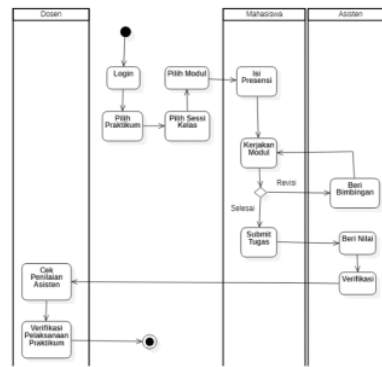 Dosen
Mahasiswa
Asisten
Login
Pilih Modul
Isi
Presensi
Pilih
Praktikum
Pilih Sessi
Kelas
Kerjakan
Modul
Revisi
Beri
Bimbingan
Selesai
Submit
Tugas
Beri Nilai
Cek
Penilaian
Asisten
Verifikasi
Verifikasi
Pelaksanaan
Praktikum